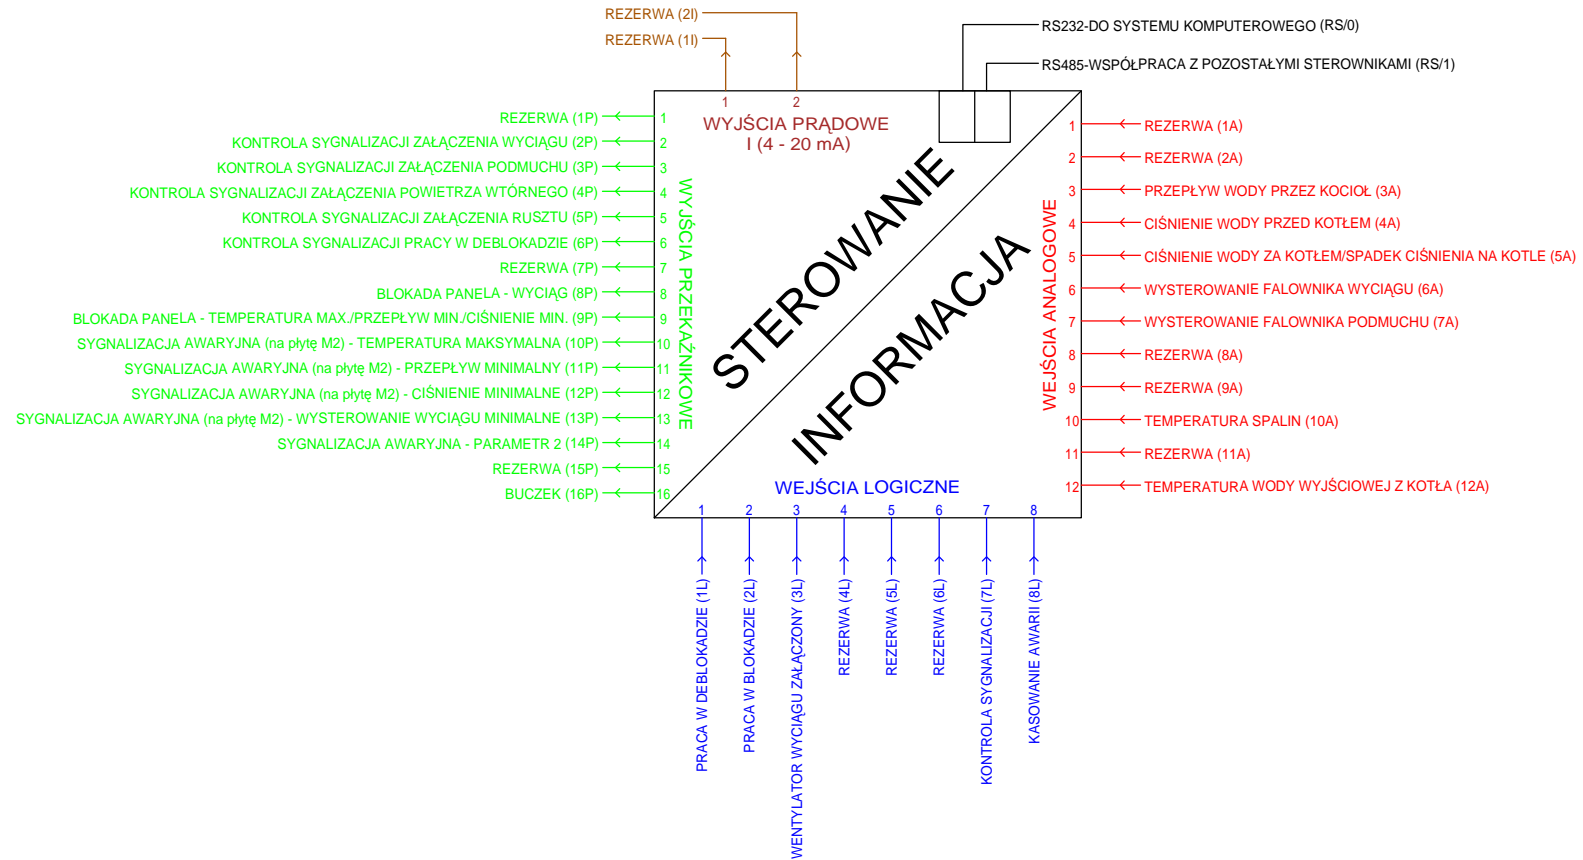 REZERWA (2I)
REZERWA (1I)
RS232-DO SYSTEMU KOMPUTEROWEGO (RS/0)
RS485-WSPÓŁPRACA Z POZOSTAŁYMI STEROWNIKAMI (RS/1)
1
2
WYJŚCIA PRĄDOWE
I (4 - 20 mA)
REZERWA (1P) 1
KONTROLA SYGNALIZACJI ZAŁĄCZENIA WYCIĄGU (2P) 2
KONTROLA SYGNALIZACJI ZAŁĄCZENIA PODMUCHU (3P) 3
KONTROLA SYGNALIZACJI ZAŁĄCZENIA POWIETRZA WTÓRNEGO (4P) 4
KONTROLA SYGNALIZACJI ZAŁĄCZENIA RUSZTU (5P) 5
KONTROLA SYGNALIZACJI PRACY W DEBLOKADZIE (6P) 6
REZERWA (7P) 7
BLOKADA PANELA - WYCIĄG (8P) 8
BLOKADA PANELA - TEMPERATURA MAX./PRZEPŁYW MIN./CIŚNIENIE MIN. (9P) 9
SYGNALIZACJA AWARYJNA (na płytę M2) - TEMPERATURA MAKSYMALNA (10P) 10
SYGNALIZACJA AWARYJNA (na płytę M2) - PRZEPŁYW MINIMALNY (11P) 11
SYGNALIZACJA AWARYJNA (na płytę M2) - CIŚNIENIE MINIMALNE (12P) 12
SYGNALIZACJA AWARYJNA (na płytę M2) - WYSTEROWANIE WYCIĄGU MINIMALNE (13P) 13
SYGNALIZACJA AWARYJNA - PARAMETR 2 (14P) 14
REZERWA (15P) 15
BUCZEK (16P) 16
WYJŚCIA PRZEKAŹNIKOWE
STEROWANIE
INFORMACJA
WEJŚCIA ANALOGOWE
1 REZERWA (1A)
2 REZERWA (2A)
3 PRZEPŁYW WODY PRZEZ KOCIOŁ (3A)
4 CIŚNIENIE WODY PRZED KOTŁEM (4A)
5 CIŚNIENIE WODY ZA KOTŁEM/SPADEK CIŚNIENIA NA KOTLE (5A)
6 WYSTEROWANIE FALOWNIKA WYCIĄGU (6A)
7 WYSTEROWANIE FALOWNIKA PODMUCHU (7A)
8 REZERWA (8A)
9 REZERWA (9A)
10 TEMPERATURA SPALIN (10A)
11 REZERWA (11A)
12 TEMPERATURA WODY WYJŚCIOWEJ Z KOTŁA (12A)
WEJŚCIA LOGICZNE
1 2 3 4 5 6 7 8
PRACA W DEBLOKADZIE (1L)
PRACA W BLOKADZIE (2L)
WENTYLATOR WYCIĄGU ZAŁĄCZONY (3L)
REZERWA (4L)
REZERWA (5L)
REZERWA (6L)
KONTROLA SYGNALIZACJI (7L)
KASOWANIE AWARII (8L)